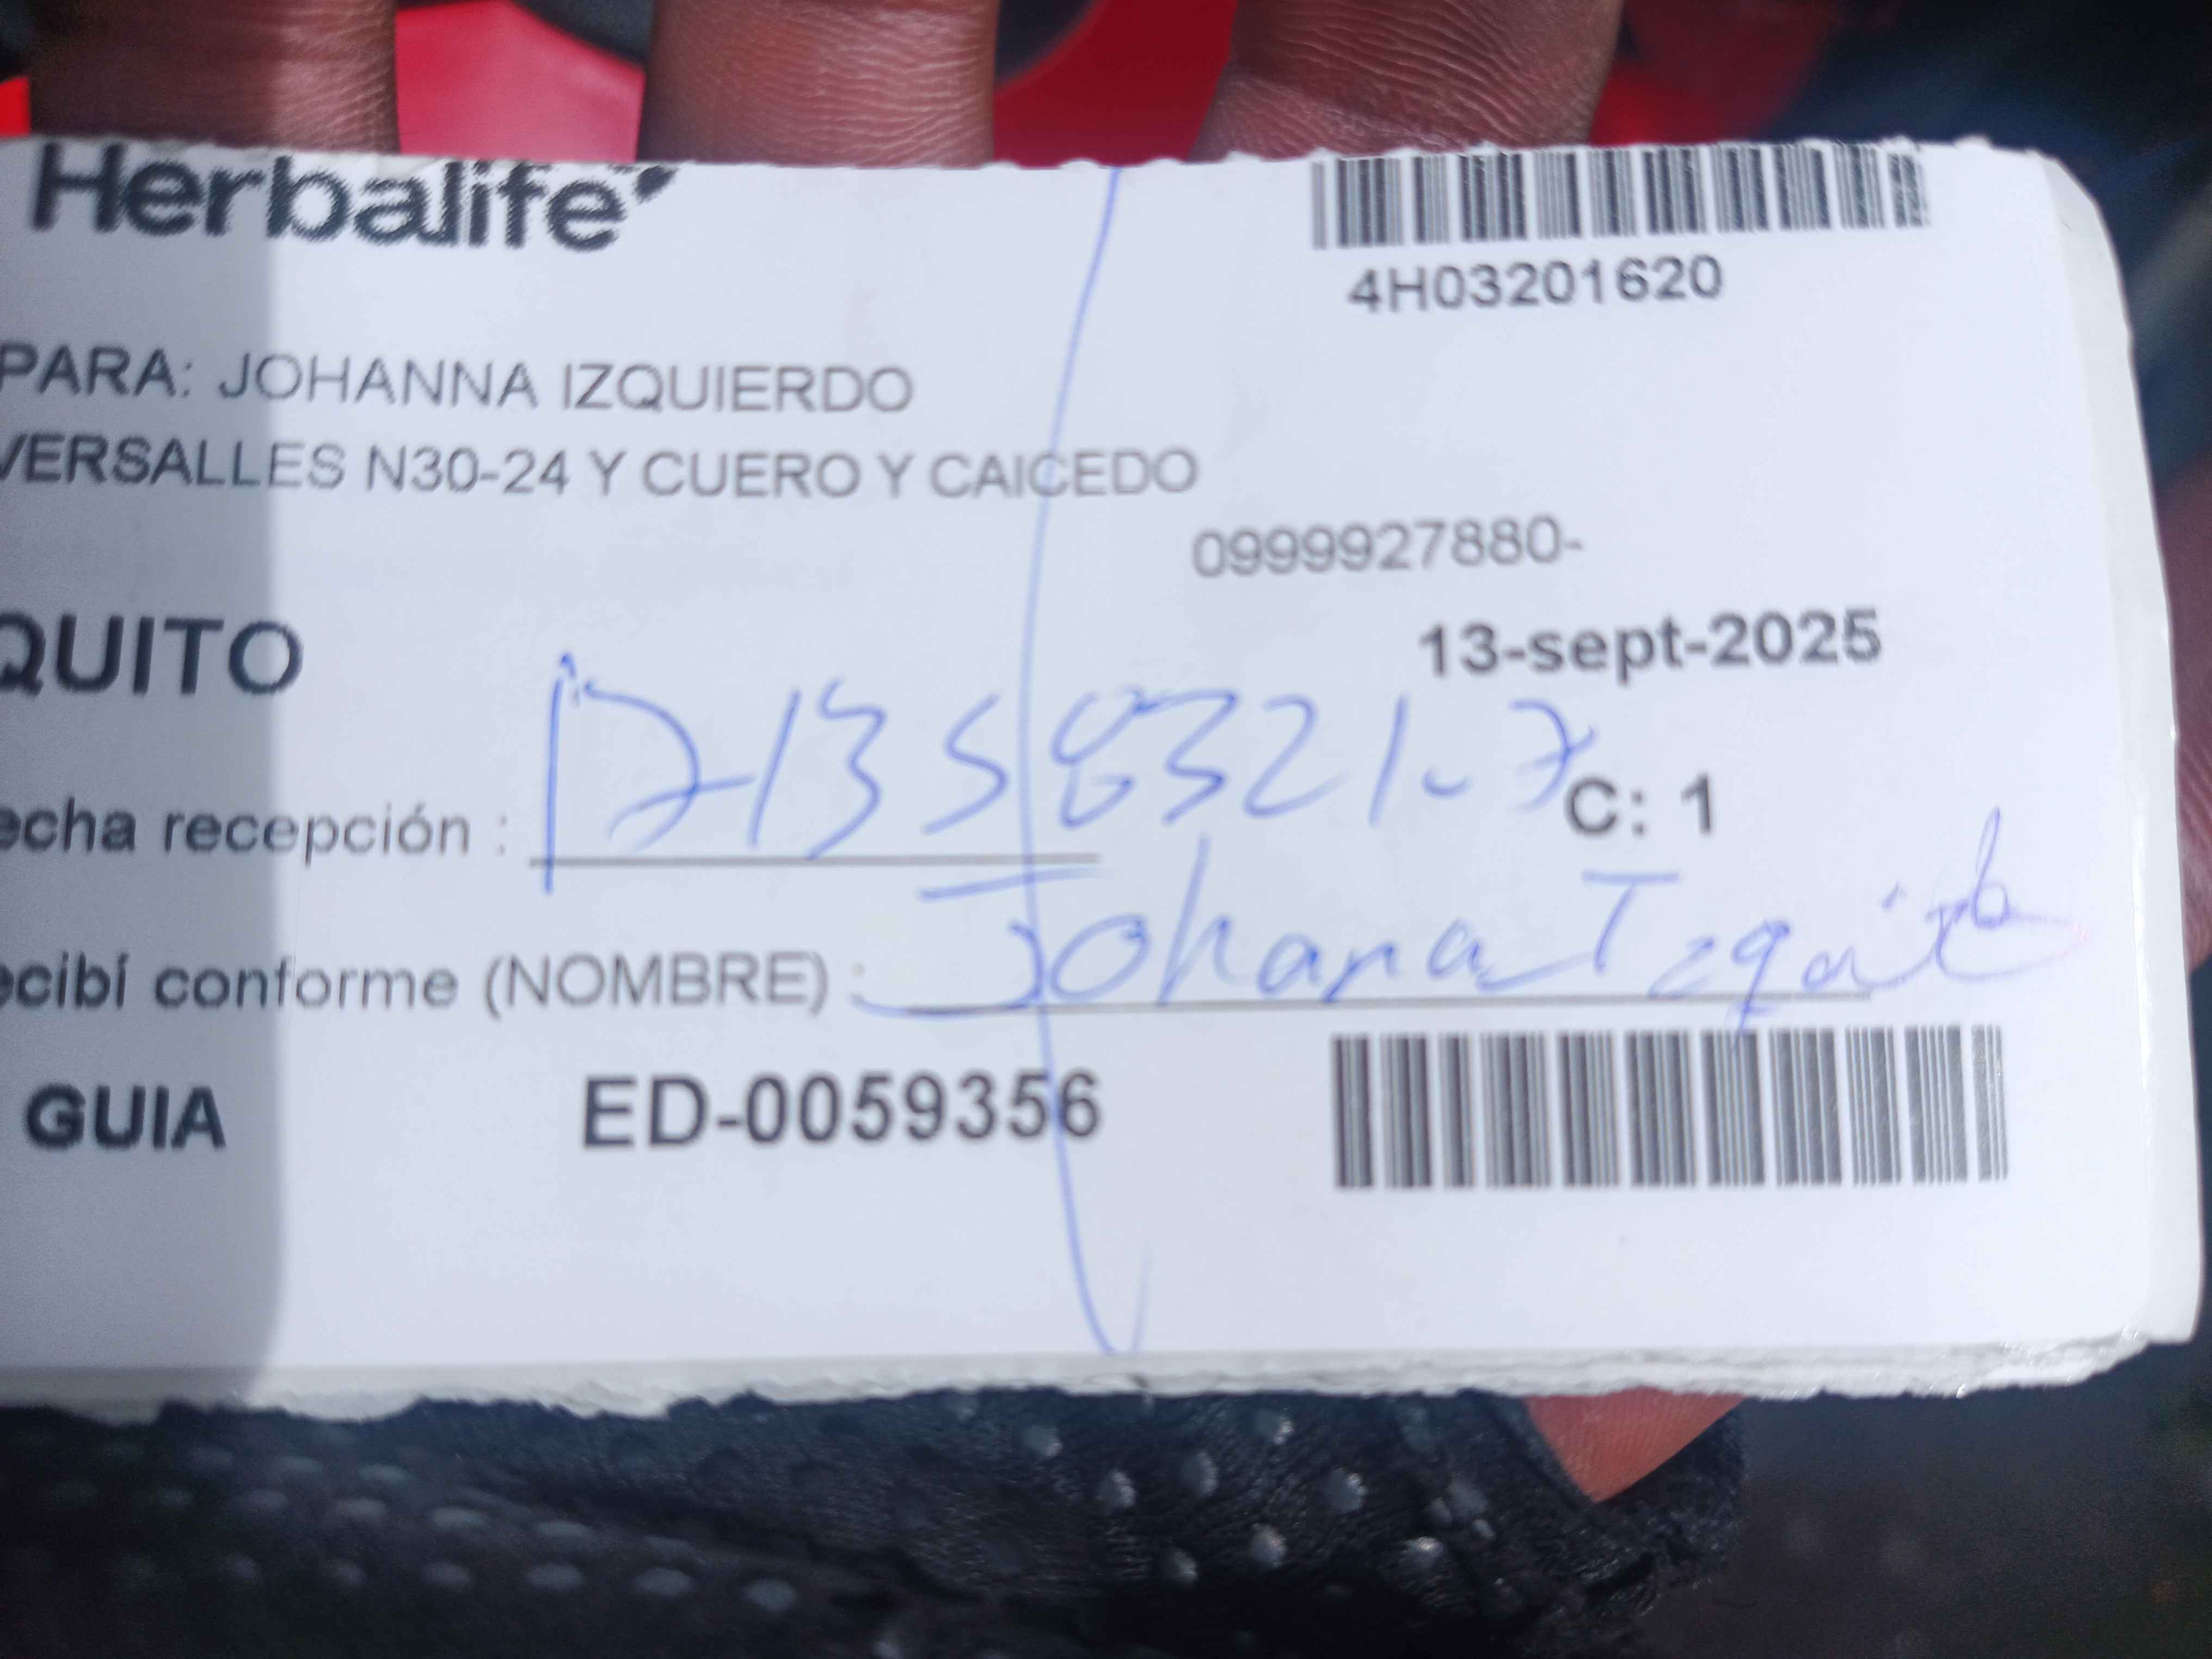 Herbalife
4H03201620
PARA: JOHANNA IZQUIERDO
VERSALLES N30-24 Y CUERO Y CAICEDO
0999927880-
QUITO
13-sept-2025
echa recepción :
C: 1
ecibí conforme (NOMBRE) : Johana
GUIA ED-0059356